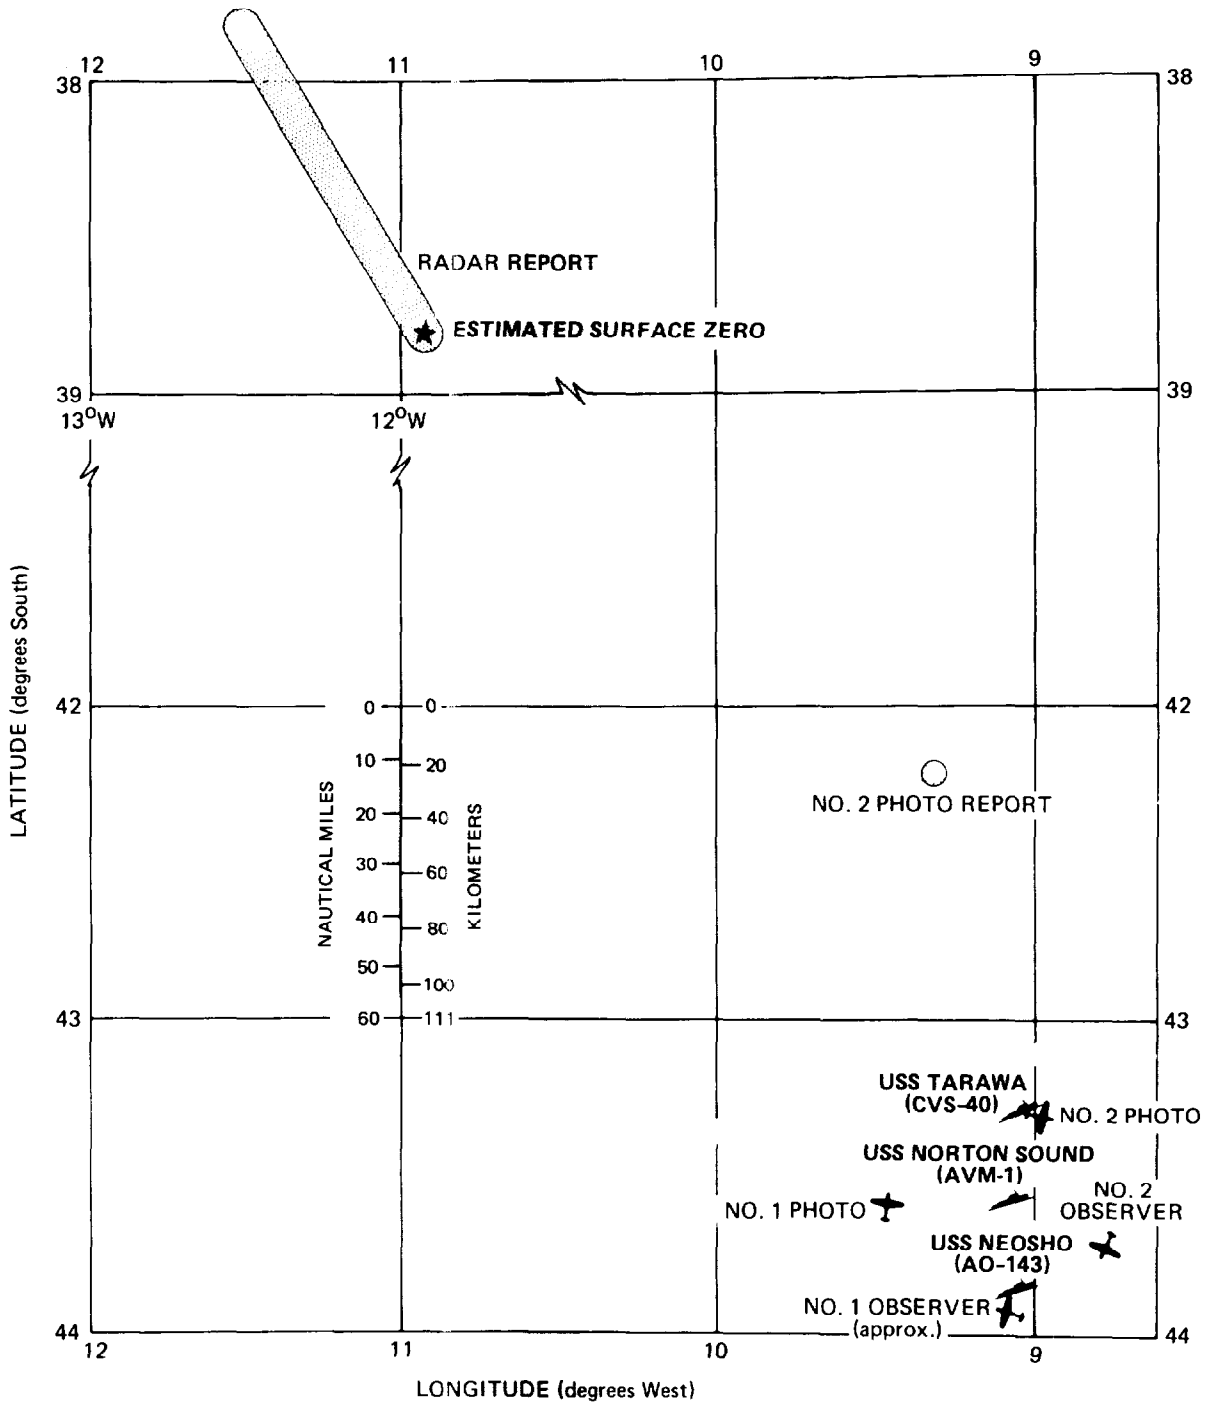 12 11 10 9
38 38
RADAR REPORT
ESTIMATED SURFACE ZERO
39 39
13°W 12°W
LATITUDE (degrees South)
42 0 0 42
10 20
NO. 2 PHOTO REPORT
20 40
NAUTICAL MILES
KILOMETERS
30 60
40 80
50 100
43 60 111 43
USS TARAWA
(CVS-40)
NO. 2 PHOTO
USS NORTON SOUND
(AVM-1)
NO. 2
OBSERVER
NO. 1 PHOTO
USS NEOSHO
(AO-143)
NO. 1 OBSERVER
(approx.)
44 44
12 11 10 9
LONGITUDE (degrees West)